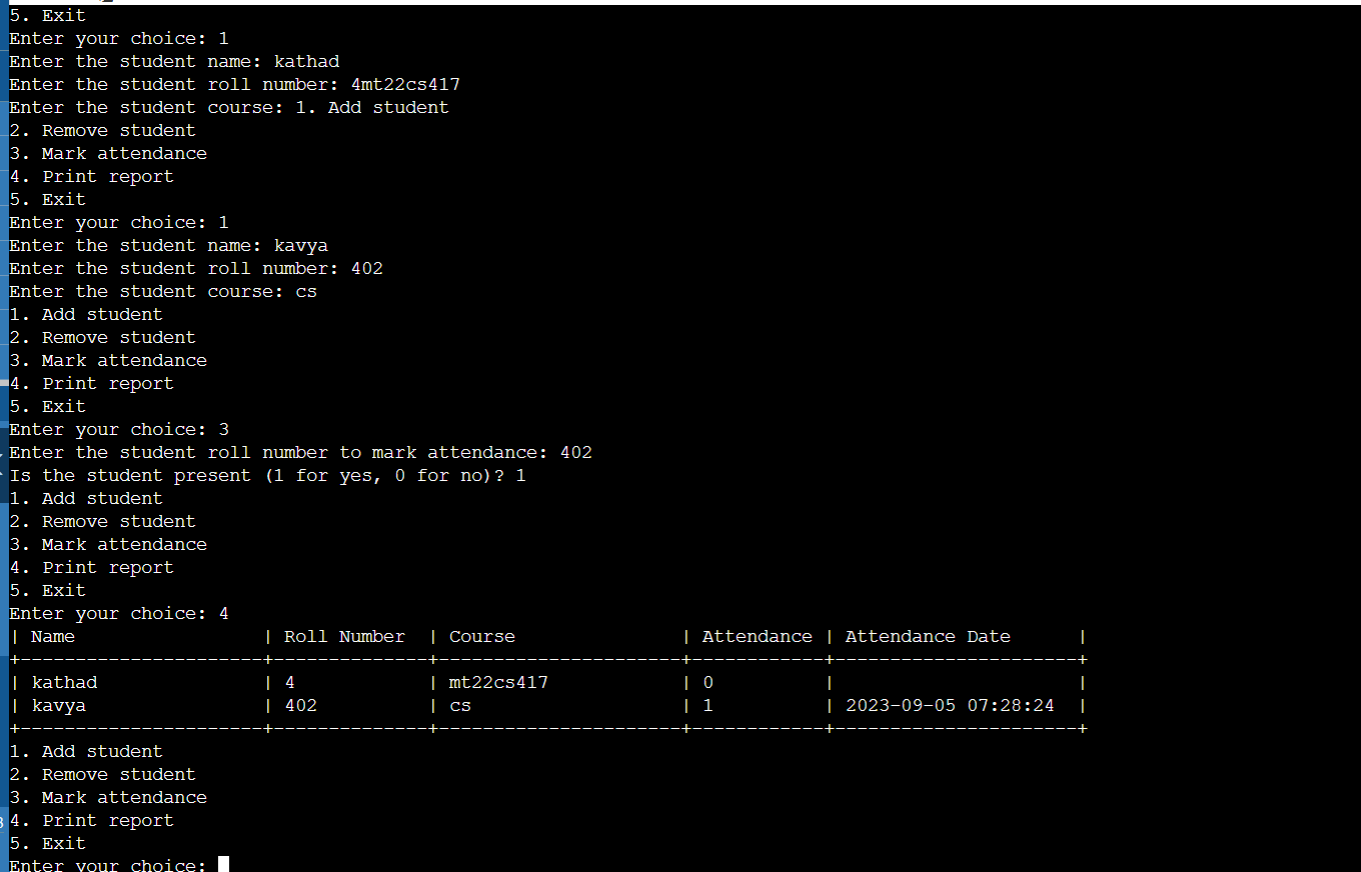 5. Exit
Enter your choice: 1
Enter the student name: kathad
Enter the student roll number: 4mt22cs417
Enter the student course: 1. Add student
2. Remove student
3. Mark attendance
4. Print report
5. Exit
Enter your choice: 1
Enter the student name: kavya
Enter the student roll number: 402
Enter the student course: cs
1. Add student
2. Remove student
3. Mark attendance
4. Print report
5. Exit
Enter your choice: 3
Enter the student roll number to mark attendance: 402
Is the student present (1 for yes, 0 for no)? 1
1. Add student
2. Remove student
3. Mark attendance
4. Print report
5. Exit
Enter your choice: 4
| Name | Roll Number | Course | Attendance | Attendance Date |
+----------------------+--------------+----------------------+------------+----------------------+
| kathad | 4 | mt22cs417 | 0 | |
| kavya | 402 | cs | 1 | 2023-09-05 07:28:24 |
+----------------------+--------------+----------------------+------------+----------------------+
1. Add student
2. Remove student
3. Mark attendance
4. Print report
5. Exit
Enter your choice: